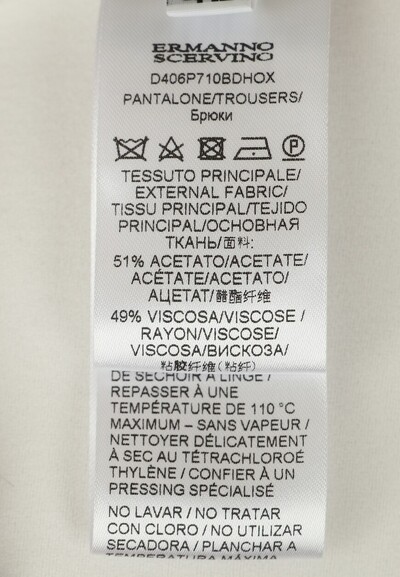 ERMANNO
SCERVINO
D406P710BDHOX
PANTALONE/TROUSERS/
Брюки
P
TESSUTO PRINCIPALE/
EXTERNAL FABRIC/
TISSU PRINCIPAL/TEJIDO
PRINCIPAL/ОСНОВНАЯ
ТКАНЬ/面料:
51% ACETATO/ACETATE/
ACÉTATE/ACETATO/
АЦЕТАТ/醋酯纤维
49% VISCOSA/VISCOSE /
RAYON/VISCOSE/
VISCOSA/ВИСКОЗА/
粘胶纤维(粘纤)
DE SECHOIR A LINGE /
REPASSER À UNE
TEMPÉRATURE DE 110 °C
MAXIMUM – SANS VAPEUR /
NETTOYER DÉLICATEMENT
À SEC AU TÉTRACHLOROÉ
THYLÈNE / CONFIER À UN
PRESSING SPÉCIALISÉ
NO LAVAR / NO TRATAR
CON CLORO / NO UTILIZAR
SECADORA / PLANCHAR A
TEMPERATURA MÁXIMA